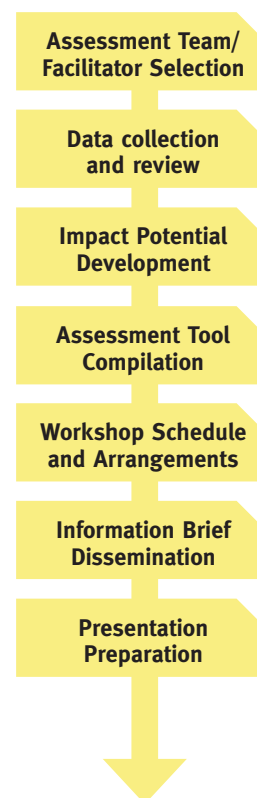 Assessment Team/
Facilitator Selection
Data collection
and review
Impact Potential
Development
Assessment Tool
Compilation
Workshop Schedule
and Arrangements
Information Brief
Dissemination
Presentation
Preparation